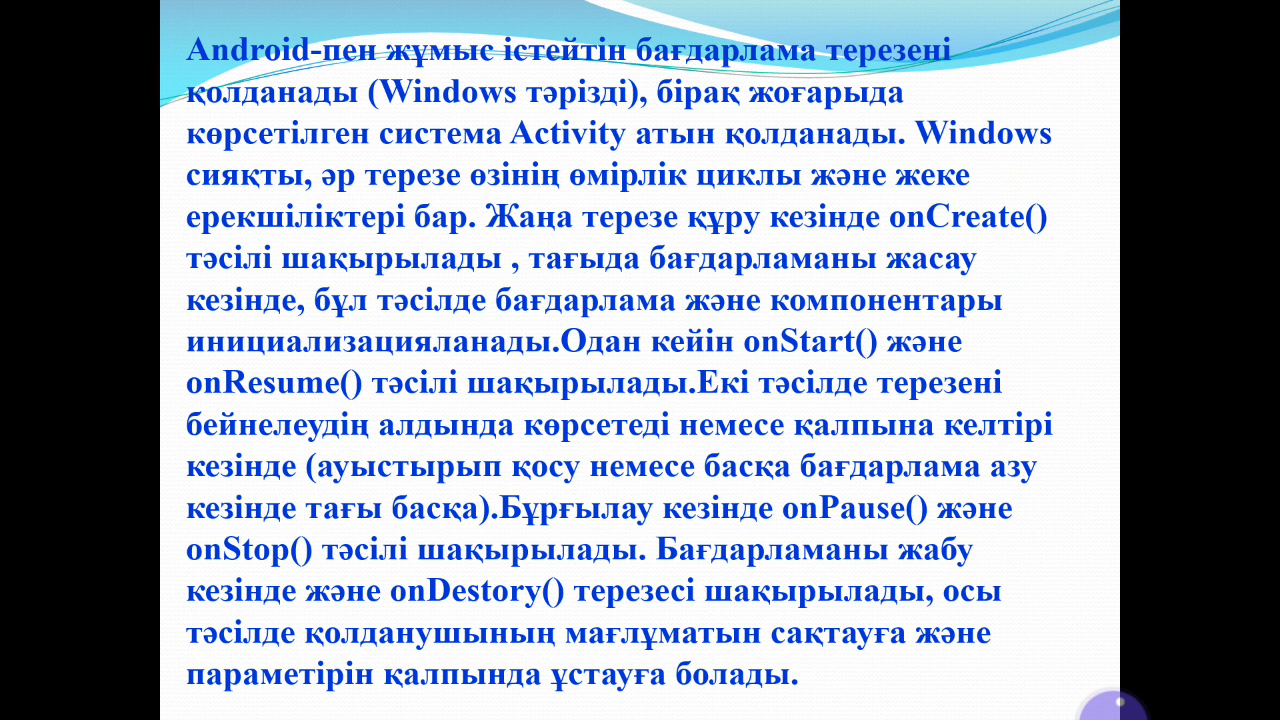 Android-пен жұмыс істейтін бағдарлама терезені
қолданады (Windows тәрізді), бірақ жоғарыда
көрсетілген система Activity атын қолданады. Windows
сияқты, әр терезе өзінің өмірлік циклы және жеке
ерекшіліктері бар. Жаңа терезе құру кезінде onCreate()
тәсілі шақырылады , тағыда бағдарламаны жасау
кезінде, бұл тәсілде бағдарлама және компонентары
инициализацияланады.Одан кейін onStart() және
onResume() тәсілі шақырылады.Екі тәсілде терезені
бейнелеудің алдында көрсетеді немесе қалпына келтірі
кезінде (ауыстырып қосу немесе басқа бағдарлама азу
кезінде тағы басқа).Бұрғылау кезінде onPause() және
onStop() тәсілі шақырылады. Бағдарламаны жабу
кезінде және onDestory() терезесі шақырылады, осы
тәсілде қолданушының мағлұматын сақтауға және
параметірін қалпында ұстауға болады.